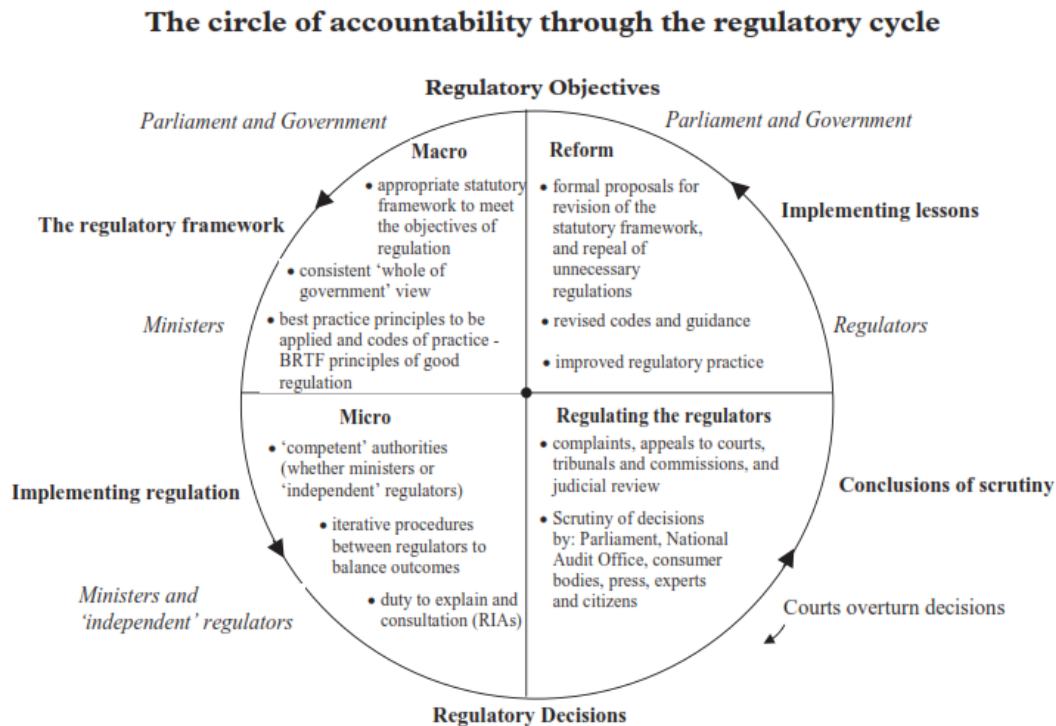 The circle of accountability through the regulatory cycle
Regulatory Objectives
Parliament and Government
Parliament and Government
Macro
• appropriate statutory
framework to meet
the objectives of
regulation
• consistent ‘whole of
government’ view
• best practice principles to be
applied and codes of practice -
BRTF principles of good
regulation
Reform
• formal proposals for
revision of the
statutory framework,
and repeal of
unnecessary
regulations
• revised codes and guidance
• improved regulatory practice
The regulatory framework
Implementing lessons
Ministers
Regulators
Micro
• ‘competent’ authorities
(whether ministers or
‘independent’ regulators)
• iterative procedures
between regulators to
balance outcomes
• duty to explain and
consultation (RIAs)
Regulating the regulators
• complaints, appeals to courts,
tribunals and commissions, and
judicial review
• Scrutiny of decisions
by: Parliament, National
Audit Office, consumer
bodies, press, experts
and citizens
Implementing regulation
Conclusions of scrutiny
Ministers and
‘independent’ regulators
Courts overturn decisions
Regulatory Decisions